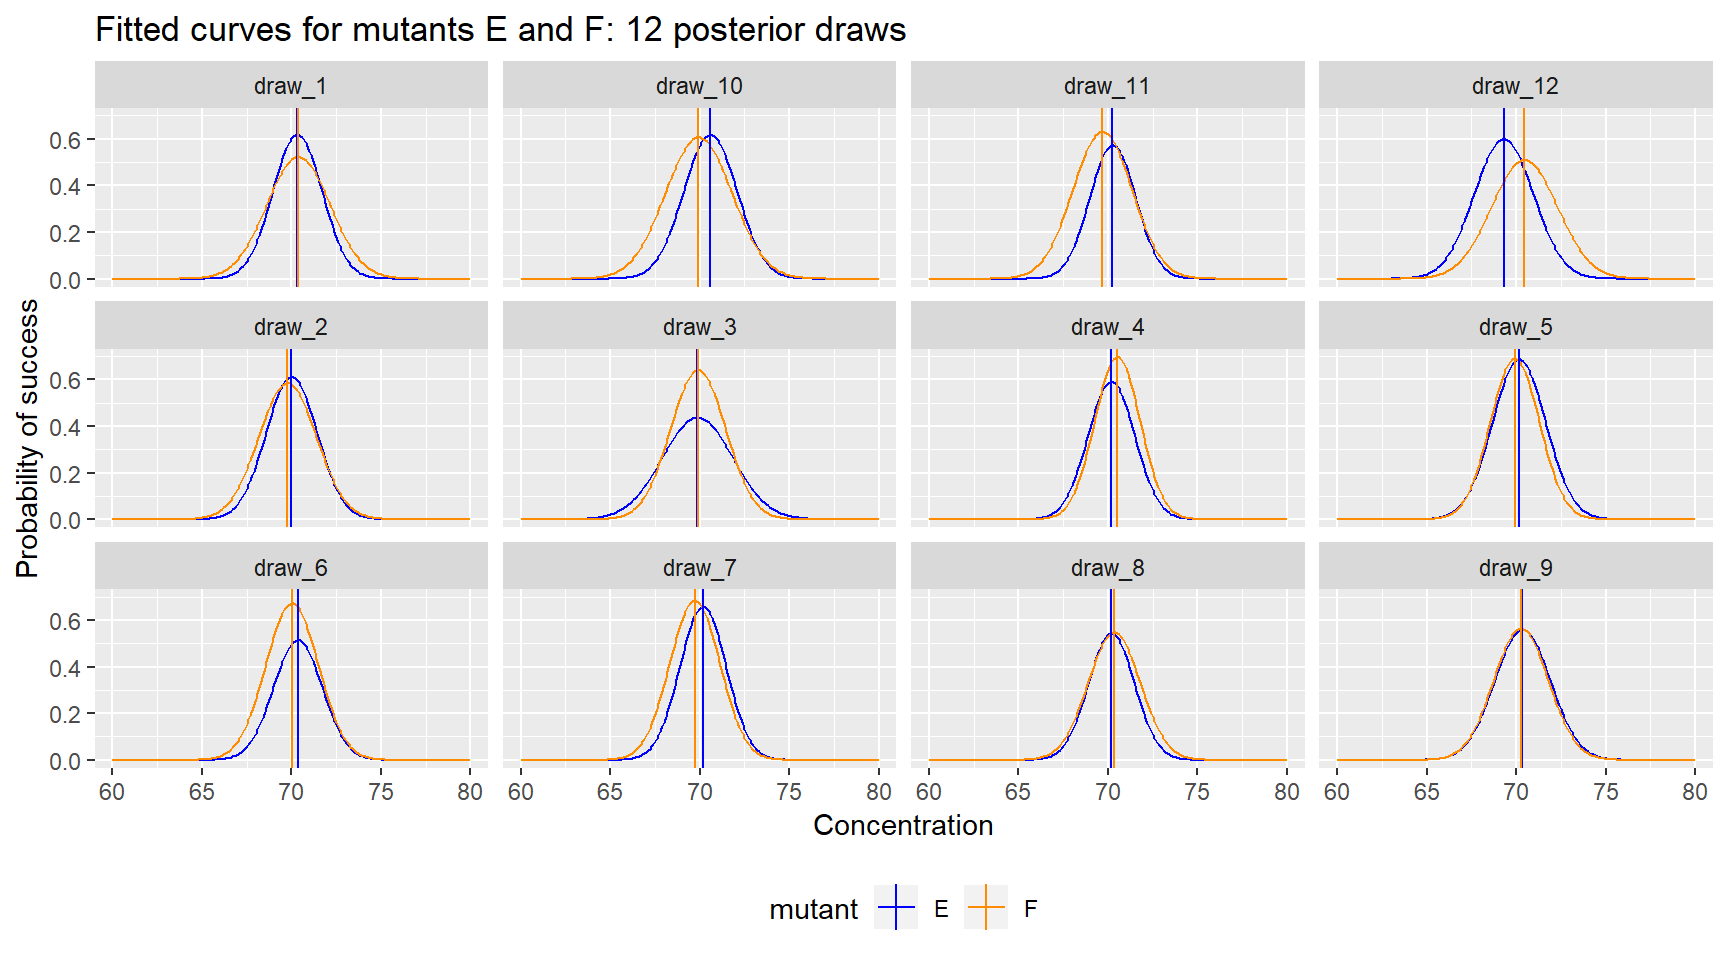 Fitted curves for mutants E and F: 12 posterior draws
draw_1 draw_10 draw_11 draw_12
0.6
0.4
0.2
0.0
draw_2 draw_3 draw_4 draw_5
0.6
0.4
0.2
0.0
draw_6 draw_7 draw_8 draw_9
0.6
0.4
0.2
0.0
Probability of success
60 65 70 75 80 60 65 70 75 80 60 65 70 75 80 60 65 70 75 80
Concentration
mutant E F